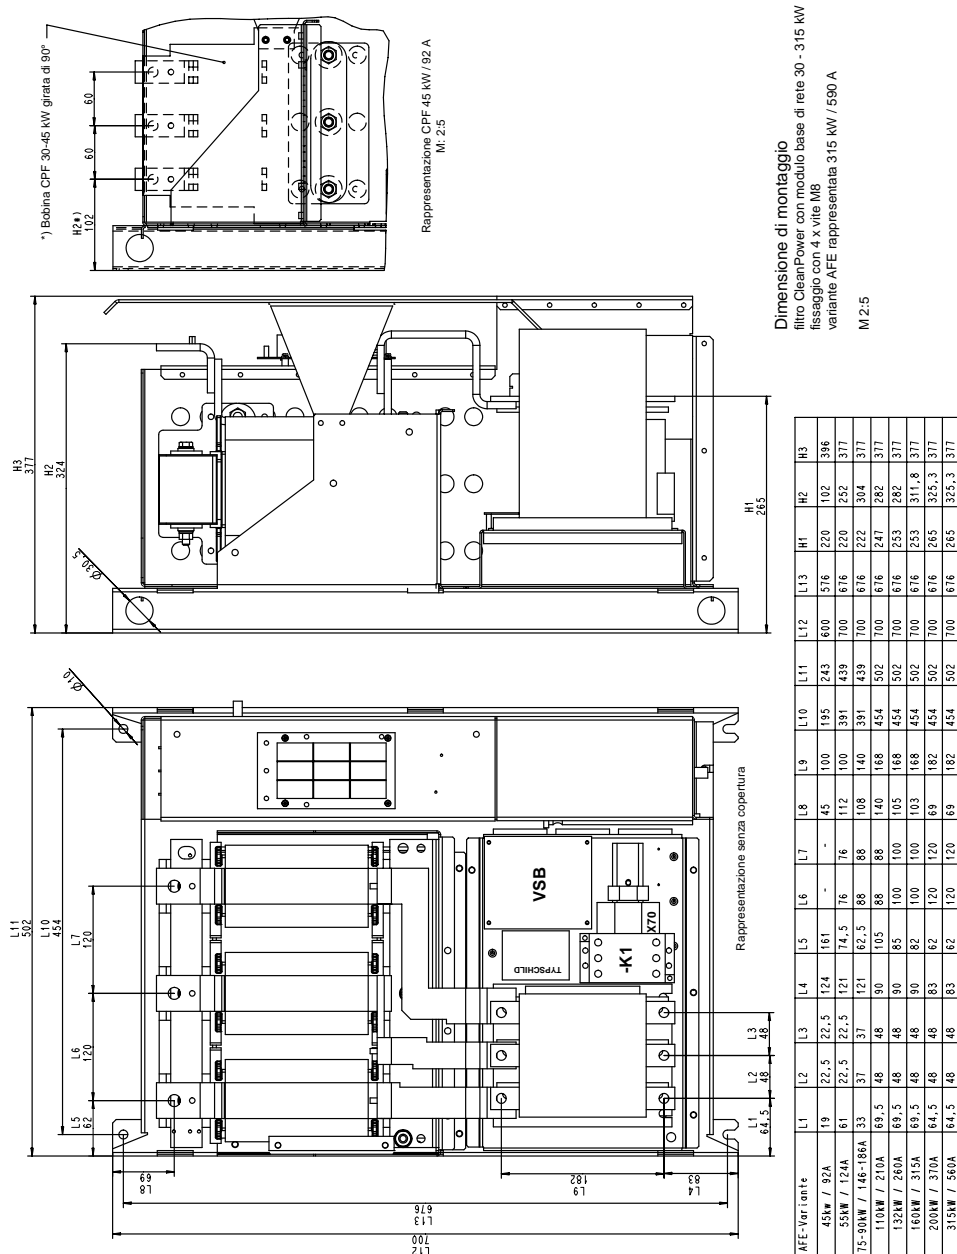 *) Bobina CPF 30-45 kW girata di 90°
60
60
H2*)
102
Rappresentazione CPF 45 kW / 92 A
M: 2:5
Dimensione di montaggio
filtro CleanPower con modulo base di rete 30 - 315 kW
fissaggio con 4 x vite M8
variante AFE rappresentata 315 kW / 590 A
M 2:5
H3
377
H2
324
Ø30,5
H1
265
Ø10
L11
502
L10
454
L7
120
L6
120
L5
62
L8
69
L13
676
L12
700
L9
182
L4
83
L3
48
L2
48
L1
64,5
VSB
TYPSCHILD
-K1
X70
Rappresentazione senza copertura
AFE-Variante L1 L2 L3 L4 L5 L6 L7 L8 L9 L10 L11 L12 L13 H1 H2 H3
45kW / 92A 19 22,5 22,5 124 161 - - 45 100 195 243 600 576 220 102 396
55kW / 124A 61 22,5 22,5 121 74,5 76 76 112 100 391 439 700 676 220 252 377
75-90kW / 146-186A 33 37 37 121 62,5 88 88 108 140 391 439 700 676 222 304 377
110kW / 210A 69,5 48 48 90 105 88 88 140 168 454 502 700 676 247 282 377
132kW / 260A 69,5 48 48 90 85 100 100 105 168 454 502 700 676 253 282 377
160kW / 315A 69,5 48 48 90 82 100 100 103 168 454 502 700 676 253 311,8 377
200kW / 370A 64,5 48 48 83 62 120 120 69 182 454 502 700 676 265 325,3 377
315kW / 560A 64,5 48 48 83 62 120 120 69 182 454 502 700 676 265 325,3 377